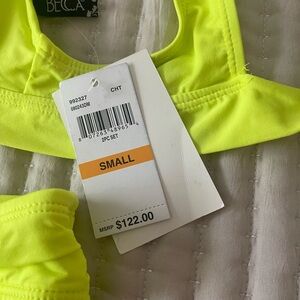 BECCA
992327 CHT
2PC SET
SMALL
MSRP $122.00